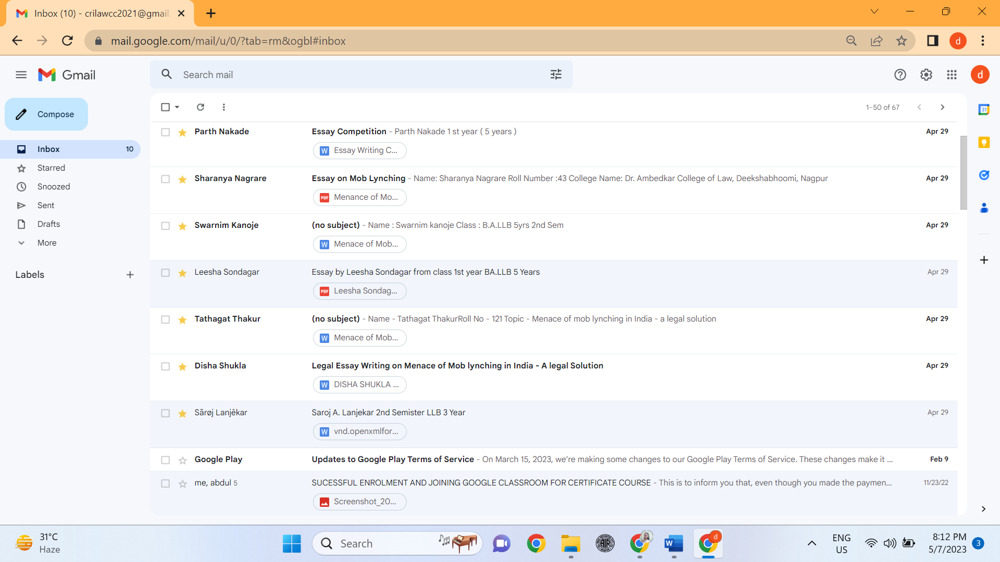 Inbox (10) - crilawcc2021@gmail.
mail.google.com/mail/u/0/?tab=rm&ogbl#inbox
d
Gmail
Search mail
d
Compose
1–50 of 67
31
Inbox 10
Starred
Snoozed
Sent
Drafts
More
Labels
Parth Nakade Essay Competition - Parth Nakade 1 st year ( 5 years ) Apr 29
W Essay Writing C...
Sharanya Nagrare Essay on Mob Lynching - Name: Sharanya Nagrare Roll Number :43 College Name: Dr. Ambedkar College of Law, Deekshabhoomi, Nagpur Apr 29
PDF Menance of Mo...
Swarnim Kanoje (no subject) - Name : Swarnim kanoje Class : B.A.LLB 5yrs 2nd Sem Apr 29
W Menace of Mob...
Leesha Sondagar Essay by Leesha Sondagar from class 1st year BA.LLB 5 Years Apr 29
PDF Leesha Sondag...
Tathagat Thakur (no subject) - Name - Tathagat ThakurRoll No - 121 Topic - Menace of mob lynching in India - a legal solution Apr 29
W Menace of Mob...
Disha Shukla Legal Essay Writing on Menace of Mob lynching in India - A legal Solution Apr 29
W DISHA SHUKLA ...
Sãrøj Lanjêkar Saroj A. Lanjekar 2nd Semister LLB 3 Year Apr 29
W vnd.openxmlfor...
Google Play Updates to Google Play Terms of Service - On March 15, 2023, we’re making some changes to our Google Play Terms of Service. These changes make it ... Feb 9
me, abdul 5 SUCESSFUL ENROLMENT AND JOINING GOOGLE CLASSROOM FOR CERTIFICATE COURSE - This is to inform you that, even though you made the paymen... 11/23/22
Screenshot_20...
31°C
Haze
Search
AIR
W
d
ENG
US
8:12 PM
5/7/2023
3